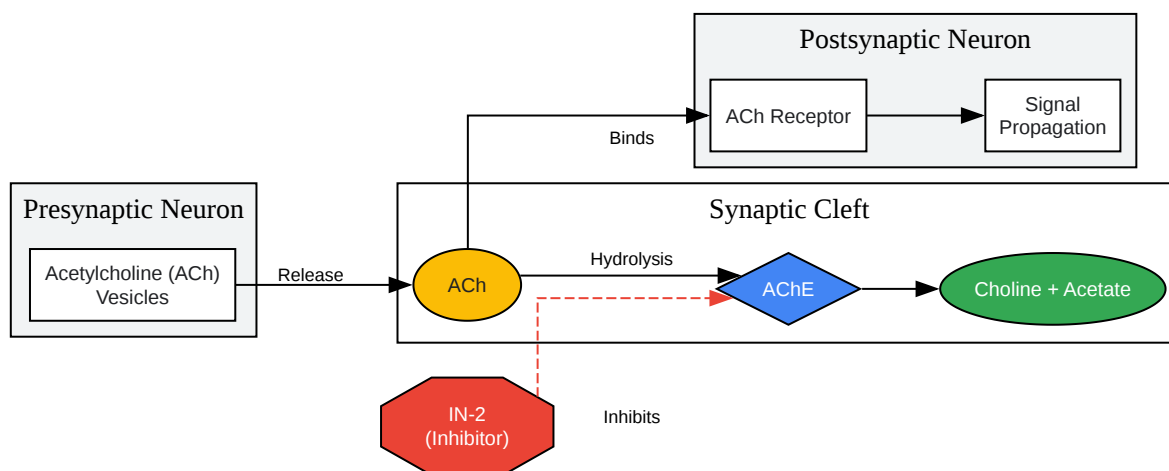 Postsynaptic Neuron
ACh Receptor
Signal
Propagation
Binds
Presynaptic Neuron
Acetylcholine (ACh)
Vesicles
Release
Synaptic Cleft
ACh
Hydrolysis
AChE
Choline + Acetate
IN-2
(Inhibitor)
Inhibits